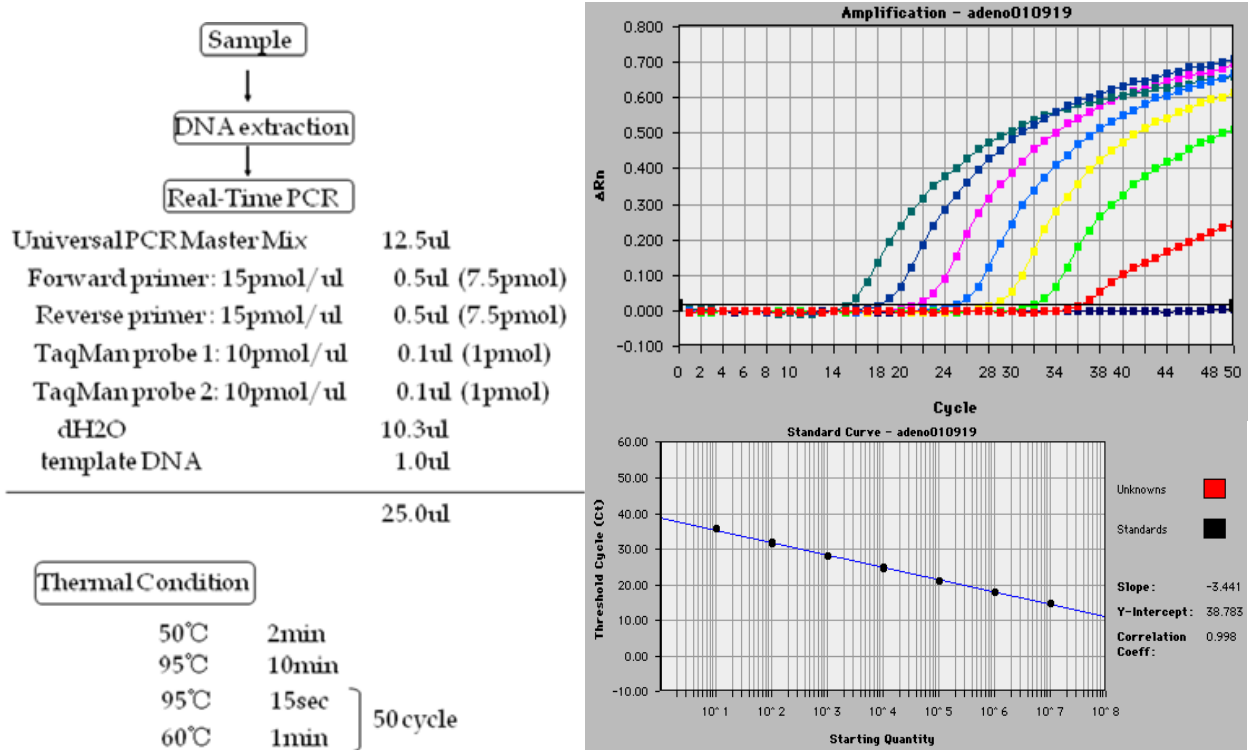 Sample
DNA extraction
Real-Time PCR
Universal PCR Master Mix 12.5ul
Forward primer: 15pmol/ul 0.5ul (7.5pmol)
Reverse primer: 15pmol/ul 0.5ul (7.5pmol)
TaqMan probe 1: 10pmol/ul 0.1ul (1pmol)
TaqMan probe 2: 10pmol/ul 0.1ul (1pmol)
dH2O 10.3ul
template DNA 1.0ul
25.0ul
Thermal Condition
50℃ 2min
95℃ 10min
95℃ 15sec
60℃ 1min
50 cycle
Amplification - adeno010919
0.800
0.700
0.600
0.500
0.400
0.300
0.200
0.100
0.000
-0.100
ΔRn
0 2 4 6 8 10 12 14 18 20 24 28 30 34 38 40 44 48 50
Cycle
Standard Curve - adeno010919
60.00
50.00
40.00
30.00
20.00
10.00
0.00
-10.00
Threshold Cycle (Ct)
10^1 10^2 10^3 10^4 10^5 10^6 10^7 10^8
Starting Quantity
Unknowns
Standards
Slope: -3.441
Y-Intercept: 38.783
Correlation 0.998
Coeff: